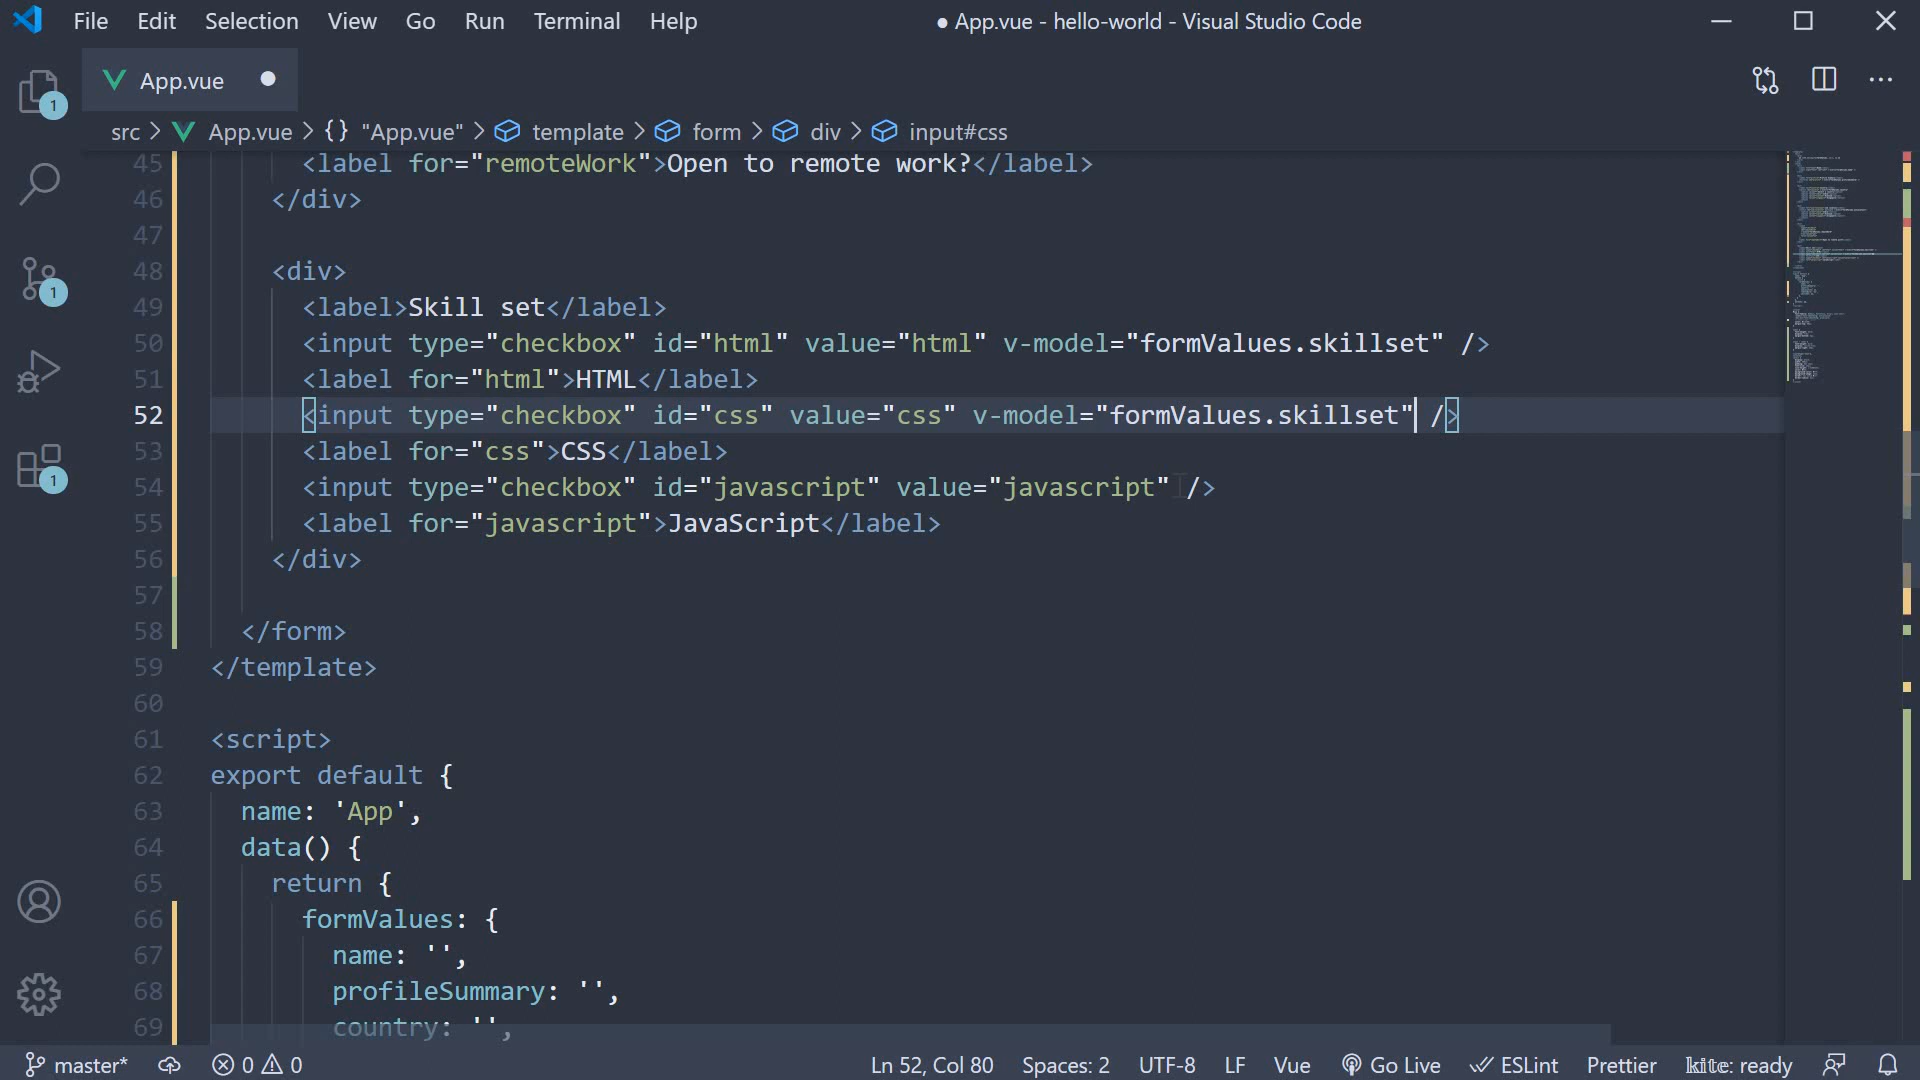 File Edit Selection View Go Run Terminal Help ● App.vue - hello-world - Visual Studio Code
App.vue
src > App.vue > {} "App.vue" > template > form > div > input#css
45 <label for="remoteWork">Open to remote work?</label>
46 </div>
47
48 <div>
49 <label>Skill set</label>
50 <input type="checkbox" id="html" value="html" v-model="formValues.skillset" />
51 <label for="html">HTML</label>
52 <input type="checkbox" id="css" value="css" v-model="formValues.skillset" />
53 <label for="css">CSS</label>
54 <input type="checkbox" id="javascript" value="javascript" />
55 <label for="javascript">JavaScript</label>
56 </div>
57
58 </form>
59 </template>
60
61 <script>
62 export default {
63 name: 'App',
64 data() {
65 return {
66 formValues: {
67 name: '',
68 profileSummary: '',
69 country: '',
1
1
1
master* 0 0 Ln 52, Col 80 Spaces: 2 UTF-8 LF Vue Go Live ESLint Prettier kite: ready